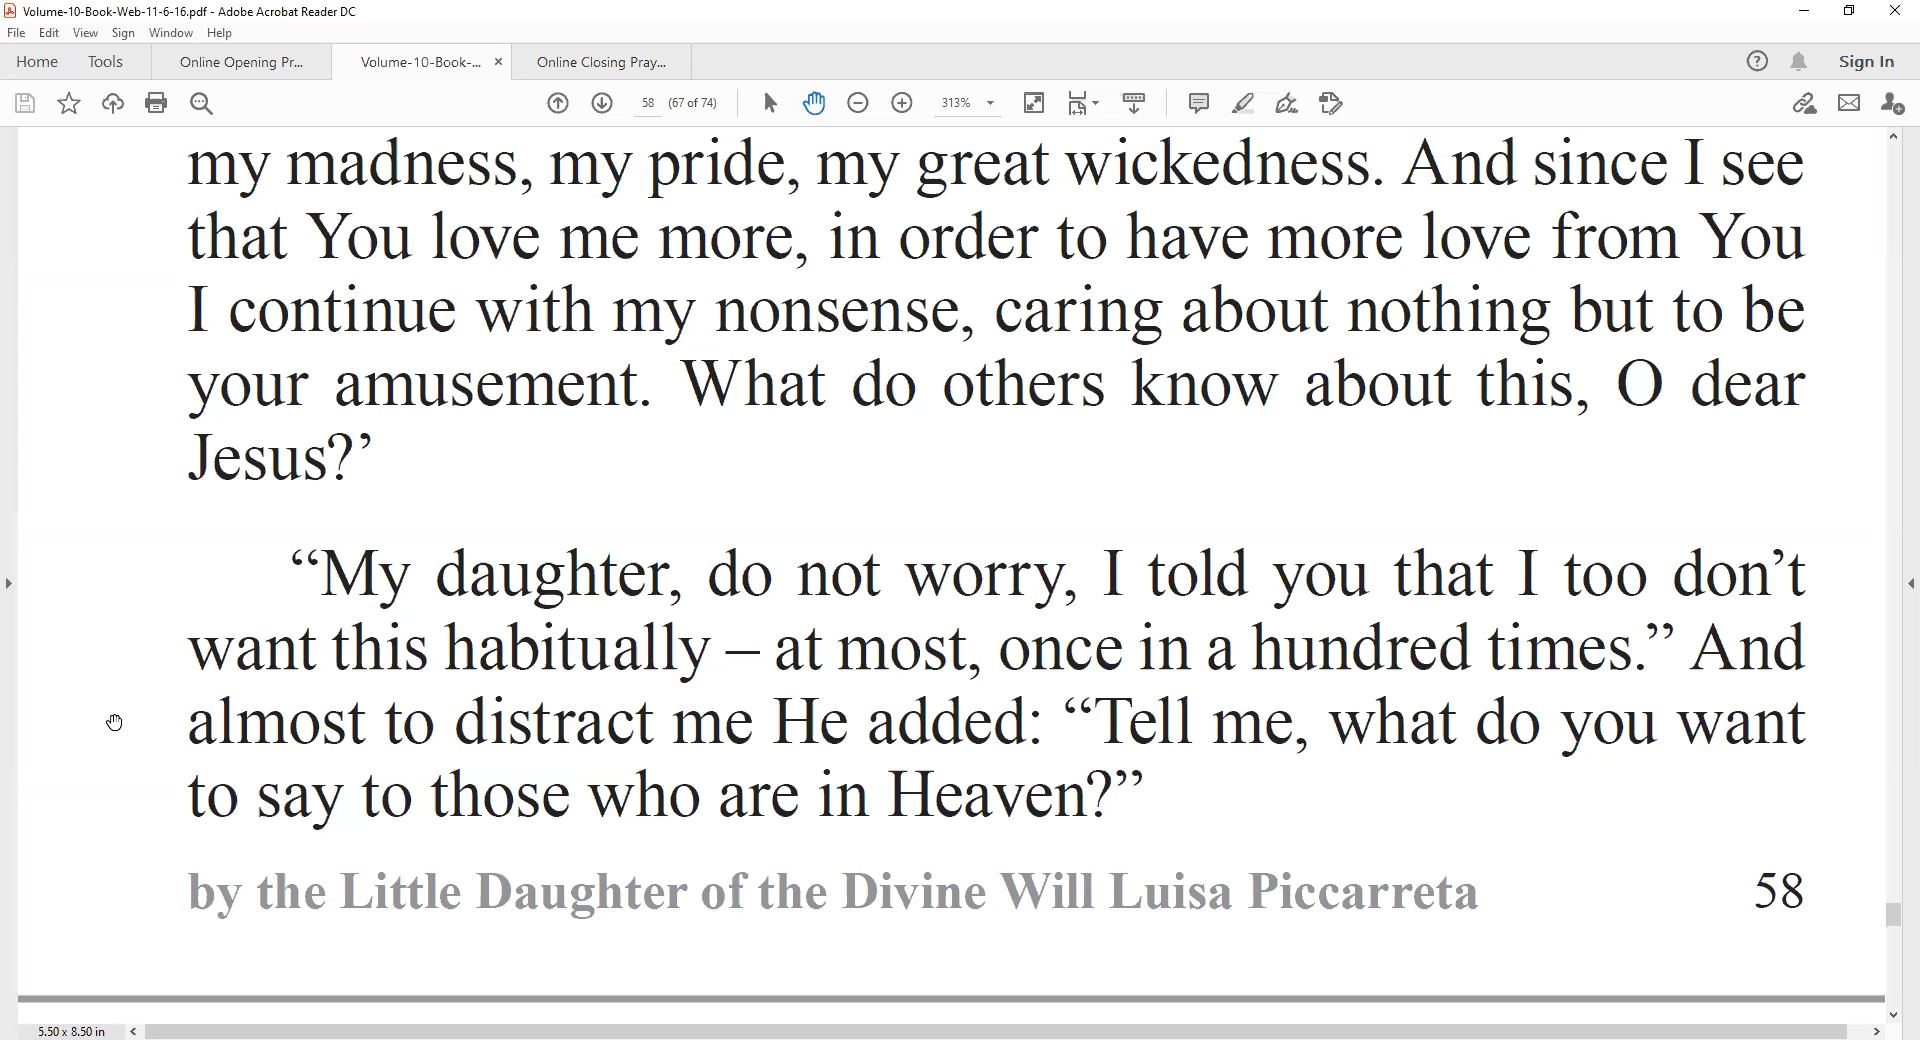 Volume-10-Book-Web-11-6-16.pdf - Adobe Acrobat Reader DC
File Edit View Sign Window Help
Home Tools Online Opening Pr... Volume-10-Book-... × Online Closing Pray... Sign In
58 (67 of 74) 313%
my madness, my pride, my great wickedness. And since I see
that You love me more, in order to have more love from You
I continue with my nonsense, caring about nothing but to be
your amusement. What do others know about this, O dear
Jesus?’
“My daughter, do not worry, I told you that I too don’t
want this habitually – at most, once in a hundred times.” And
almost to distract me He added: “Tell me, what do you want
to say to those who are in Heaven?”
by the Little Daughter of the Divine Will Luisa Piccarreta 58
5.50 x 8.50 in